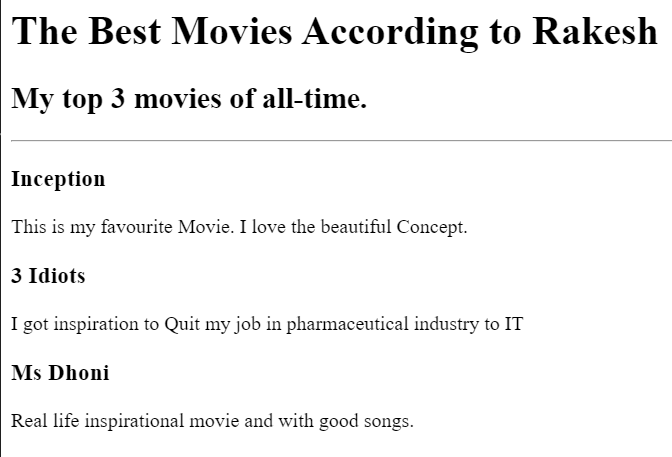 The Best Movies According to Rakesh
My top 3 movies of all-time.
Inception
This is my favourite Movie. I love the beautiful Concept.
3 Idiots
I got inspiration to Quit my job in pharmaceutical industry to IT
Ms Dhoni
Real life inspirational movie and with good songs.